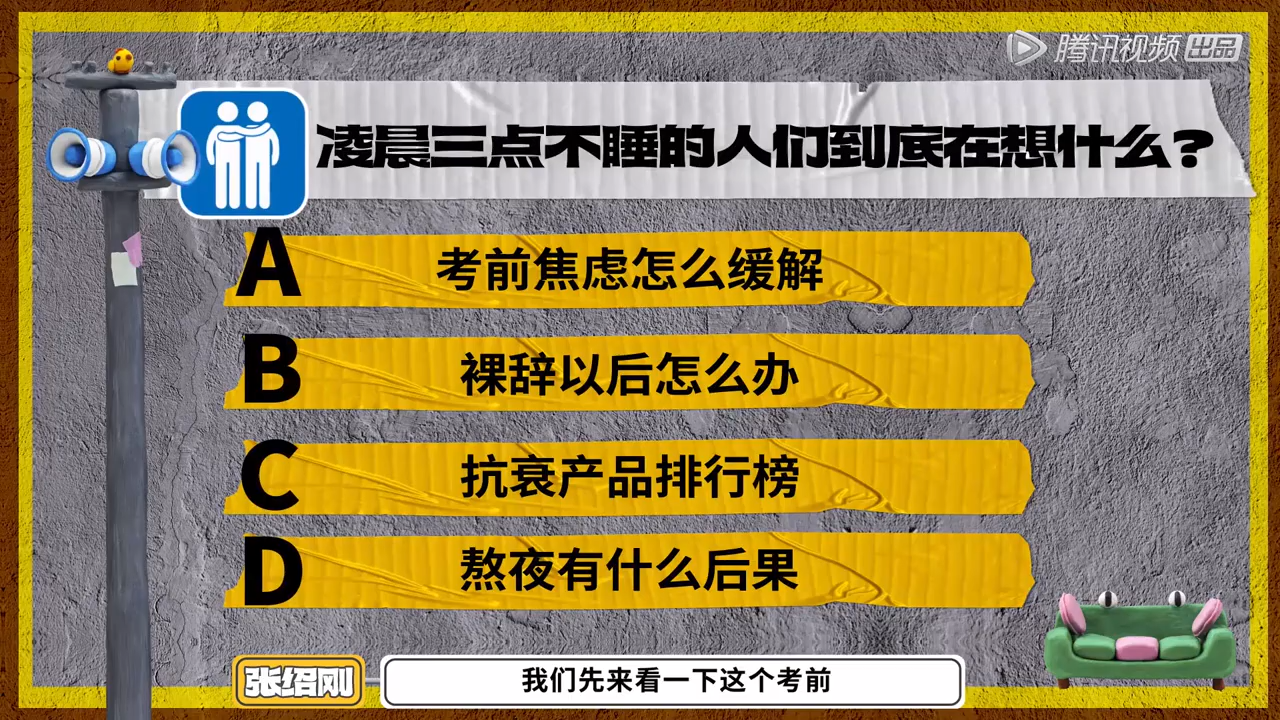 腾讯视频 出品
凌晨三点不睡的人们到底在想什么?
A 考前焦虑怎么缓解
B 裸辞以后怎么办
C 抗衰产品排行榜
D 熬夜有什么后果
张绍刚 我们先来看一下这个考前